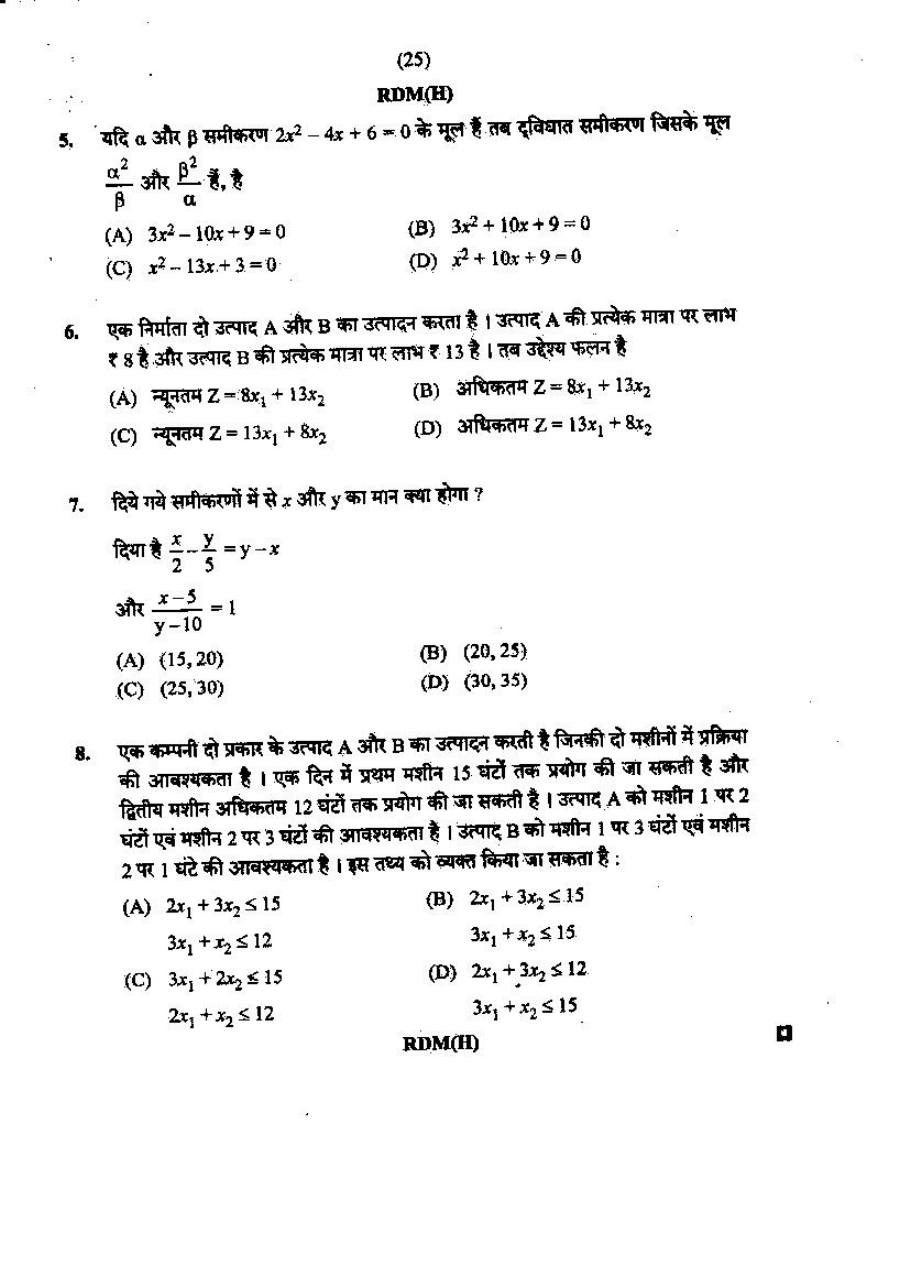 (25)
RDM(H)
5. यदि α और β समीकरण 2x² – 4x + 6 = 0 के मूल हैं तब द्विघात समीकरण जिसके मूल
α²/β और β²/α हैं, है
(A) 3x² – 10x + 9 = 0 (B) 3x² + 10x + 9 = 0
(C) x² – 13x + 3 = 0 (D) x² + 10x + 9 = 0
6. एक निर्माता दो उत्पाद A और B का उत्पादन करता है । उत्पाद A की प्रत्येक मात्रा पर लाभ
₹ 8 है और उत्पाद B की प्रत्येक मात्रा पर लाभ ₹ 13 है । तब उद्देश्य फलन है
(A) न्यूनतम Z = 8x₁ + 13x₂ (B) अधिकतम Z = 8x₁ + 13x₂
(C) न्यूनतम Z = 13x₁ + 8x₂ (D) अधिकतम Z = 13x₁ + 8x₂
7. दिये गये समीकरणों में से x और y का मान क्या होगा ?
दिया है x/2 – y/5 = y – x
और (x – 5)/(y – 10) = 1
(A) (15, 20) (B) (20, 25)
(C) (25, 30) (D) (30, 35)
8. एक कम्पनी दो प्रकार के उत्पाद A और B का उत्पादन करती है जिनकी दो मशीनों में प्रक्रिया
की आवश्यकता है । एक दिन में प्रथम मशीन 15 घंटों तक प्रयोग की जा सकती है और
द्वितीय मशीन अधिकतम 12 घंटों तक प्रयोग की जा सकती है । उत्पाद A को मशीन 1 पर 2
घंटों एवं मशीन 2 पर 3 घंटों की आवश्यकता है । उत्पाद B को मशीन 1 पर 3 घंटों एवं मशीन
2 पर 1 घंटे की आवश्यकता है । इस तथ्य को व्यक्त किया जा सकता है :
(A) 2x₁ + 3x₂ ≤ 15 (B) 2x₁ + 3x₂ ≤ 15
3x₁ + x₂ ≤ 12 3x₁ + x₂ ≤ 15
(C) 3x₁ + 2x₂ ≤ 15 (D) 2x₁ + 3x₂ ≤ 12
2x₁ + x₂ ≤ 12 3x₁ + x₂ ≤ 15
RDM(H)